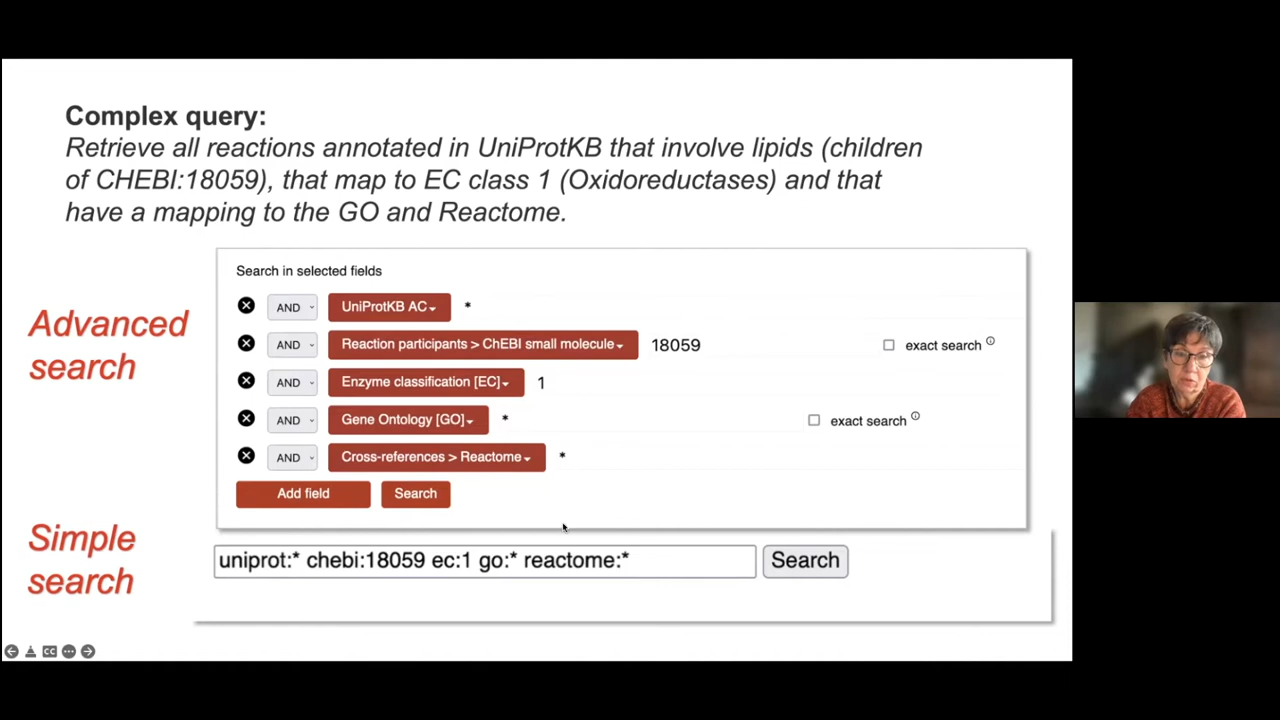 Complex query:
Retrieve all reactions annotated in UniProtKB that involve lipids (children
of CHEBI:18059), that map to EC class 1 (Oxidoreductases) and that
have a mapping to the GO and Reactome.
Advanced
search
Search in selected fields
AND UniProtKB AC *
AND Reaction participants > ChEBI small molecule 18059 exact search
AND Enzyme classification [EC] 1
AND Gene Ontology [GO] * exact search
AND Cross-references > Reactome *
Add field Search
Simple
search
uniprot:* chebi:18059 ec:1 go:* reactome:* Search